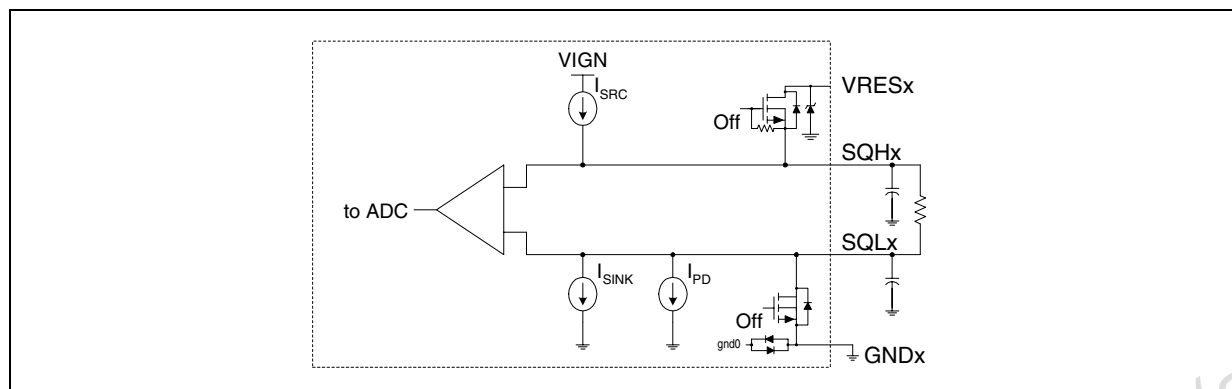 VIGN
I_SRC
VRESx
Off
SQHx
to ADC
SQLx
I_SINK
I_PD
Off
gnd0
GNDx